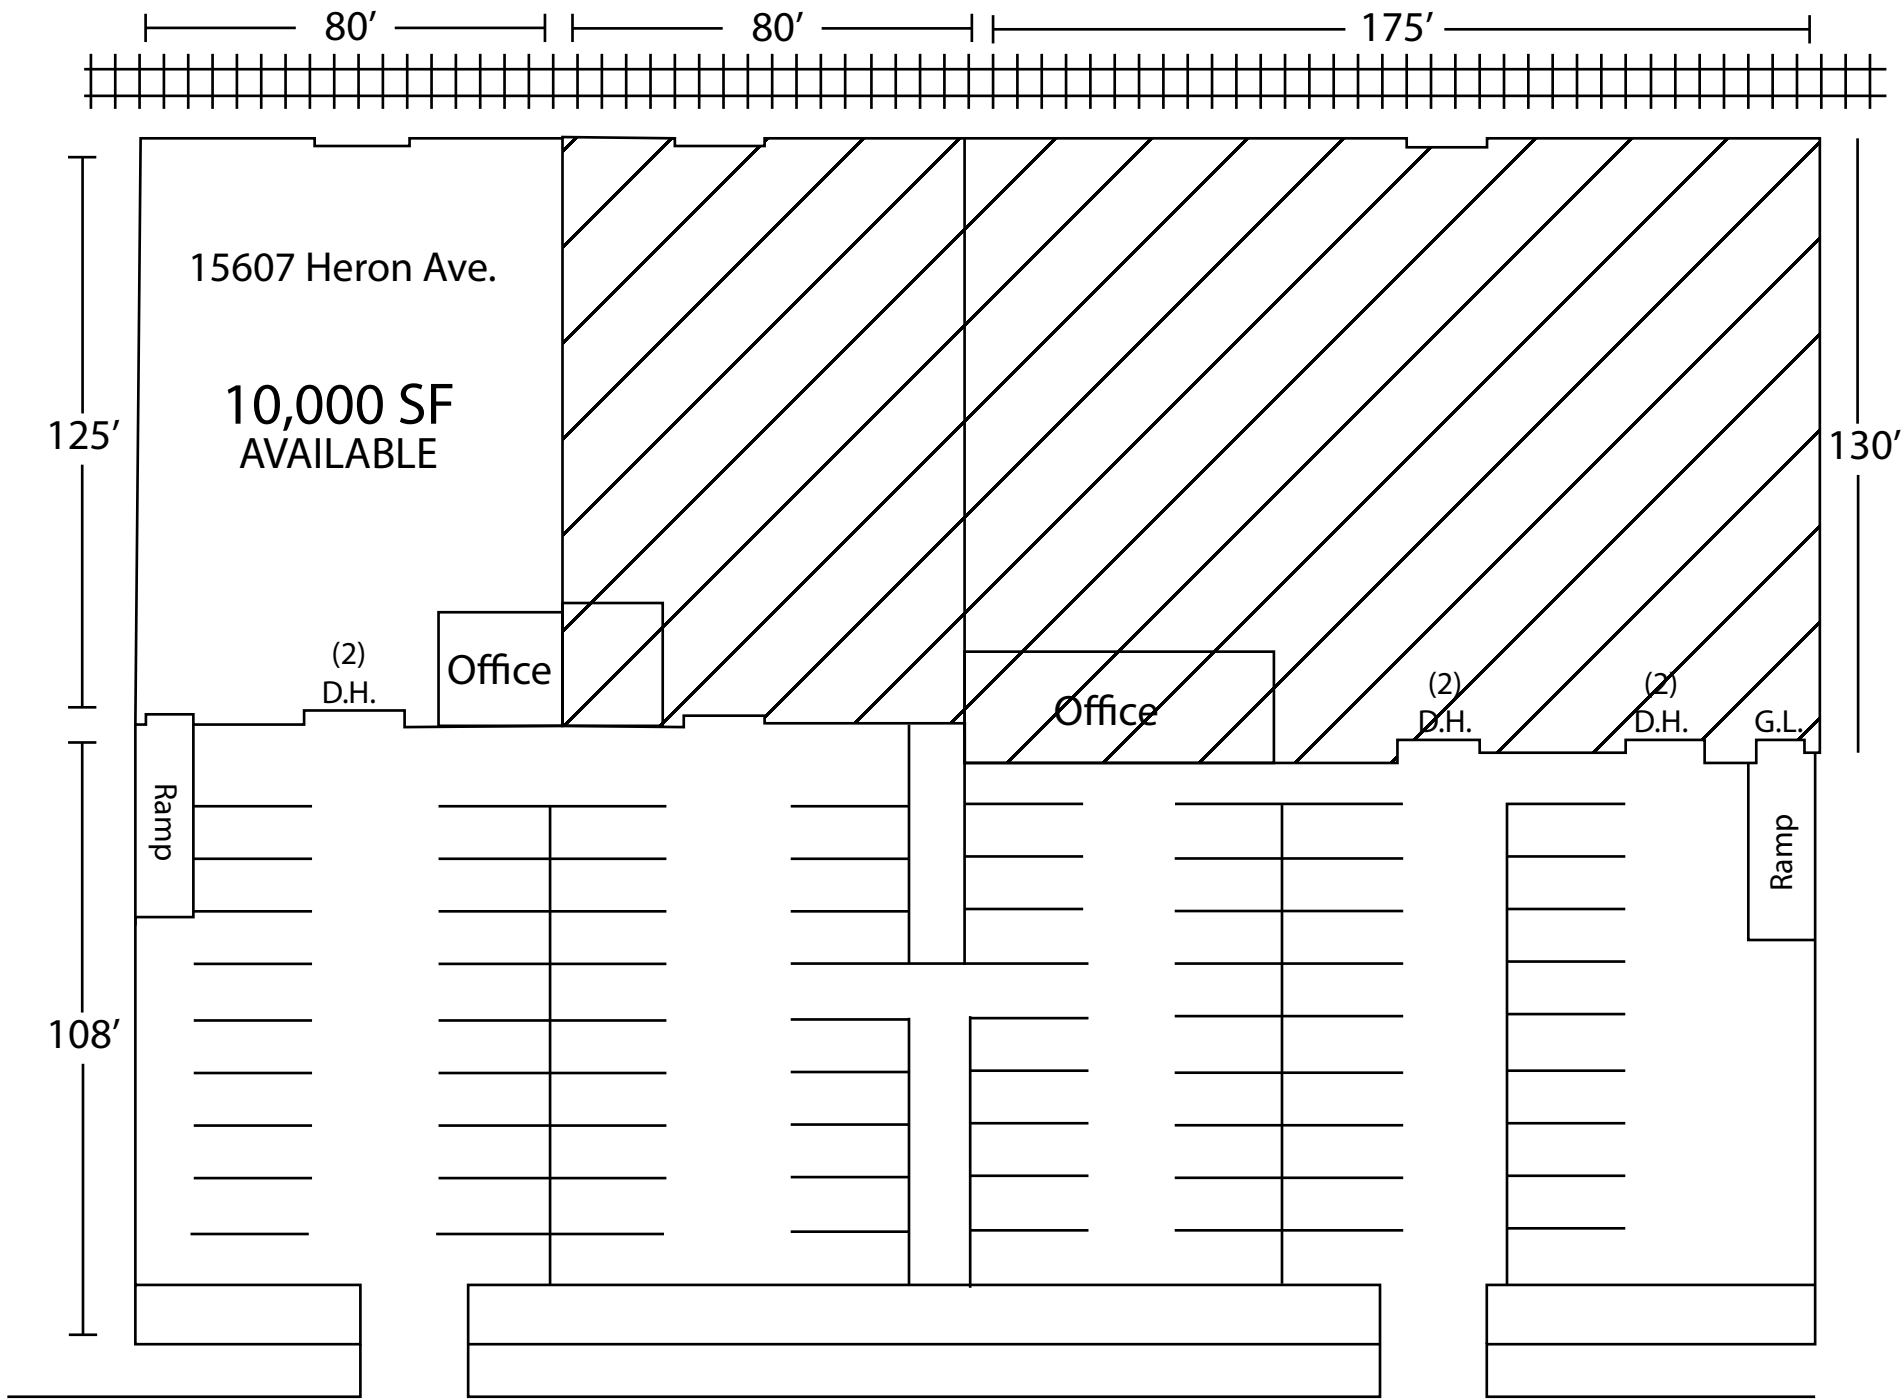 80’
80’
175’
15607 Heron Ave.
10,000 SF
AVAILABLE
125’
130’
(2)
D.H.
Office
Office
(2)
D.H.
(2)
D.H.
G.L.
Ramp
Ramp
108’